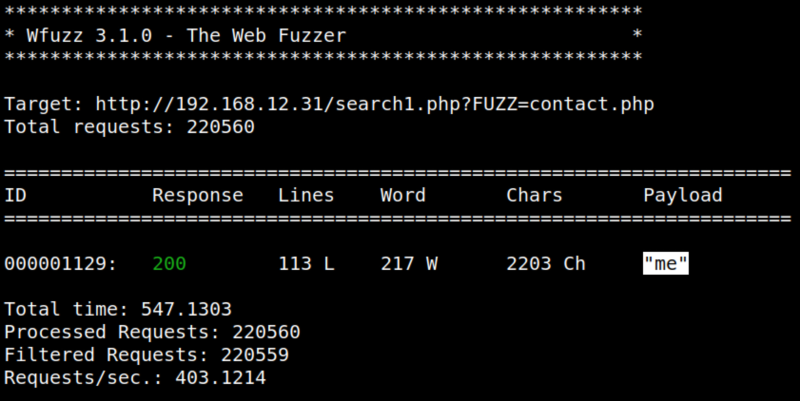 ********************************************************
* Wfuzz 3.1.0 - The Web Fuzzer                         *
********************************************************
Target: http://192.168.12.31/search1.php?FUZZ=contact.php
Total requests: 220560
=====================================================================
ID           Response   Lines    Word       Chars       Payload
=====================================================================
000001129:   200        113 L    217 W      2203 Ch     "me"
Total time: 547.1303
Processed Requests: 220560
Filtered Requests: 220559
Requests/sec.: 403.1214